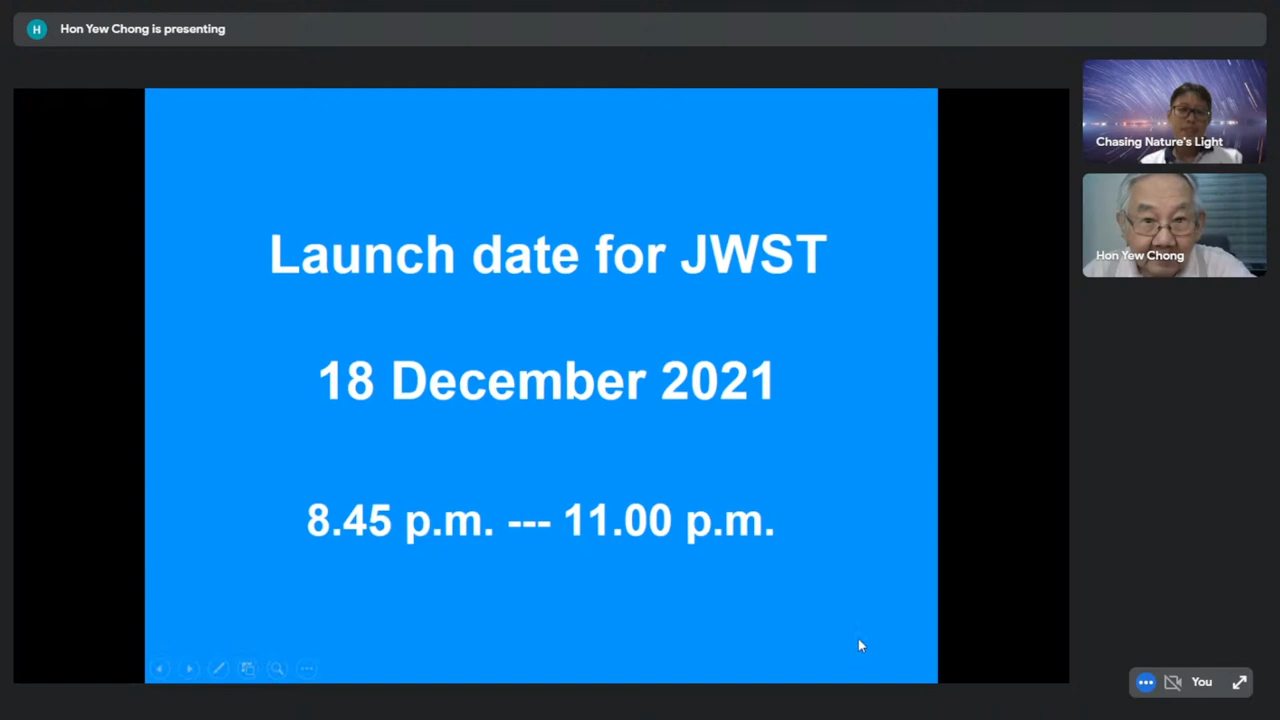 H
Hon Yew Chong is presenting
Launch date for JWST
18 December 2021
8.45 p.m. --- 11.00 p.m.
Chasing Nature's Light
Hon Yew Chong
You